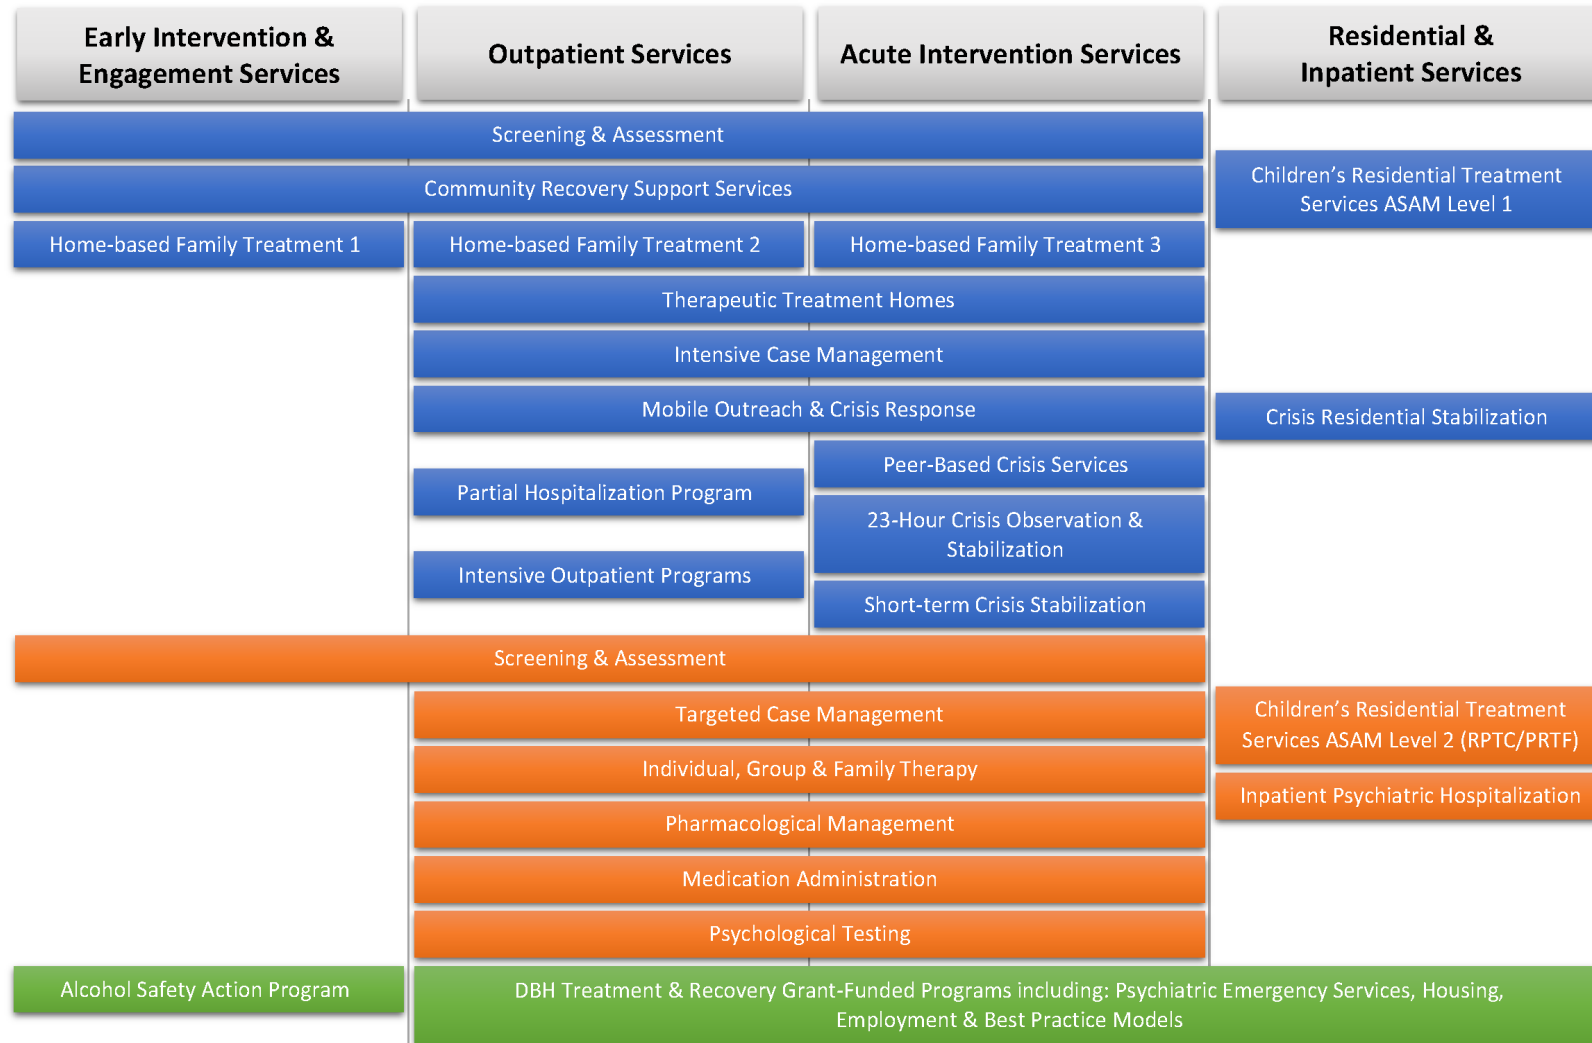 Early Intervention &
Engagement Services
Outpatient Services
Acute Intervention Services
Residential &
Inpatient Services
Screening & Assessment
Community Recovery Support Services
Children’s Residential Treatment
Services ASAM Level 1
Home-based Family Treatment 1
Home-based Family Treatment 2
Home-based Family Treatment 3
Therapeutic Treatment Homes
Intensive Case Management
Mobile Outreach & Crisis Response
Crisis Residential Stabilization
Peer-Based Crisis Services
Partial Hospitalization Program
23-Hour Crisis Observation &
Stabilization
Intensive Outpatient Programs
Short-term Crisis Stabilization
Screening & Assessment
Targeted Case Management
Children’s Residential Treatment
Services ASAM Level 2 (RPTC/PRTF)
Individual, Group & Family Therapy
Inpatient Psychiatric Hospitalization
Pharmacological Management
Medication Administration
Psychological Testing
Alcohol Safety Action Program
DBH Treatment & Recovery Grant-Funded Programs including: Psychiatric Emergency Services, Housing,
Employment & Best Practice Models